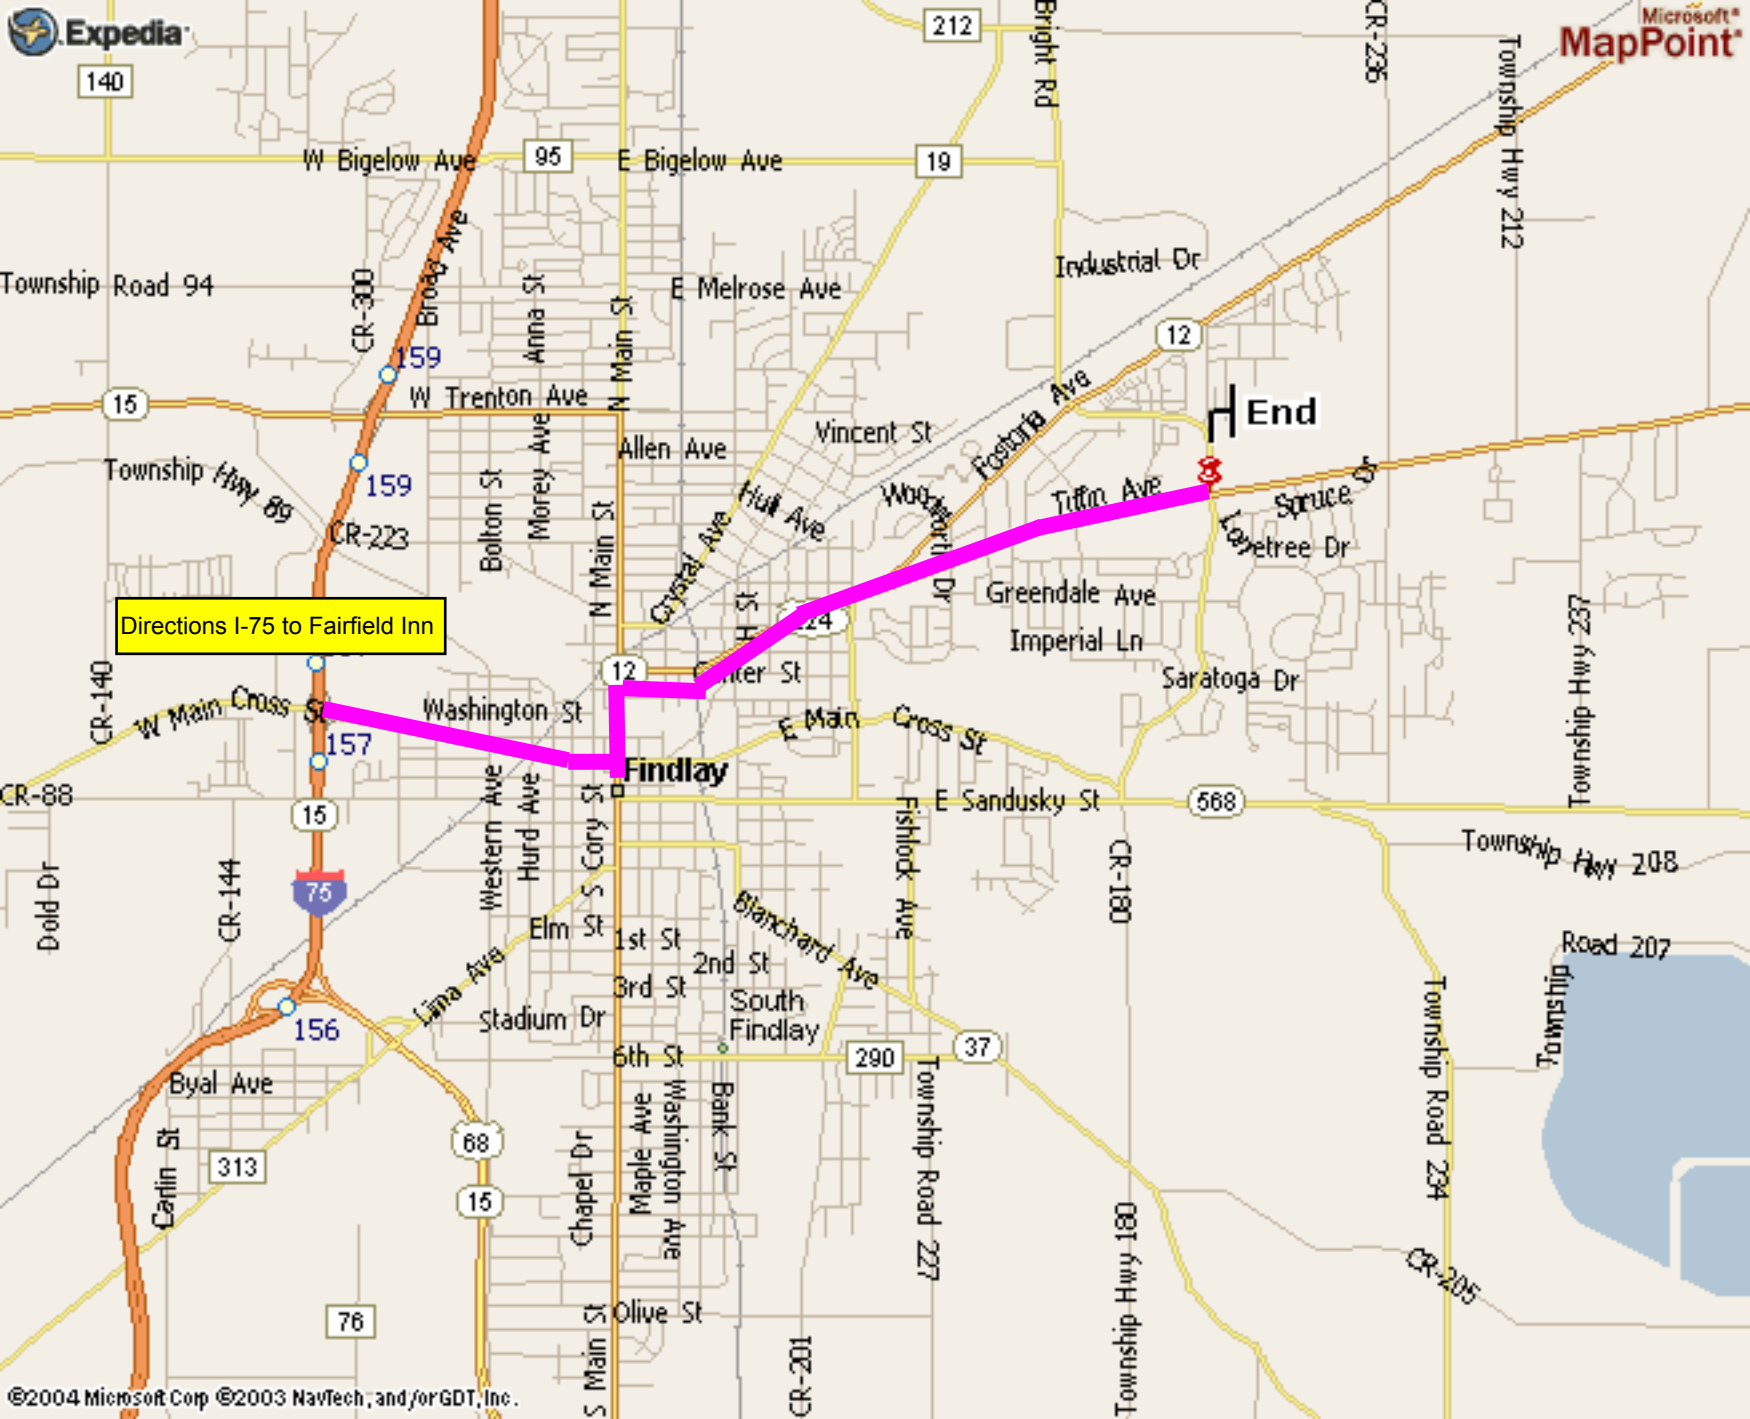 Expedia
Microsoft
MapPoint
212
140
Bright Rd
CR-236
Township Hwy 212
W Bigelow Ave
95
E Bigelow Ave
19
Broad Ave
Industrial Dr
Township Road 94
CR-300
Anna St
N Main St
E Melrose Ave
12
159
15
W Trenton Ave
Fostoria Ave
End
Morey Ave
Allen Ave
Vincent St
Township Hwy 89
159
Bolton St
Hull Ave
Tiffin Ave
Spruce Dr
CR-223
N Main St
Crystal Ave
Greendale Ave
Directions I-75 to Fairfield Inn
H St
Imperial Ln
Township Hwy 237
CR-140
12
Saratoga Dr
W Main Cross St
Washington St
E Main Cross St
157
Findlay
CR-88
Western Ave
Hurd Ave
S Cory St
E Sandusky St
568
15
Fishlock Ave
CR-180
Township Hwy 208
Dold Dr
CR-144
75
Elm St
1st St
Blanchard Ave
Road 207
Township
Lima Ave
2nd St
3rd St
South
Findlay
156
Stadium Dr
6th St
290
37
Township Road 234
Byal Ave
68
Chapel Dr
Maple Ave
Washington Ave
Bank St
Township Road 227
313
Carlin St
15
Township Hwy 180
CR-205
76
S Main St
Olive St
CR-201
©2004 Microsoft Corp ©2003 NavTech, and/or GDT, Inc.